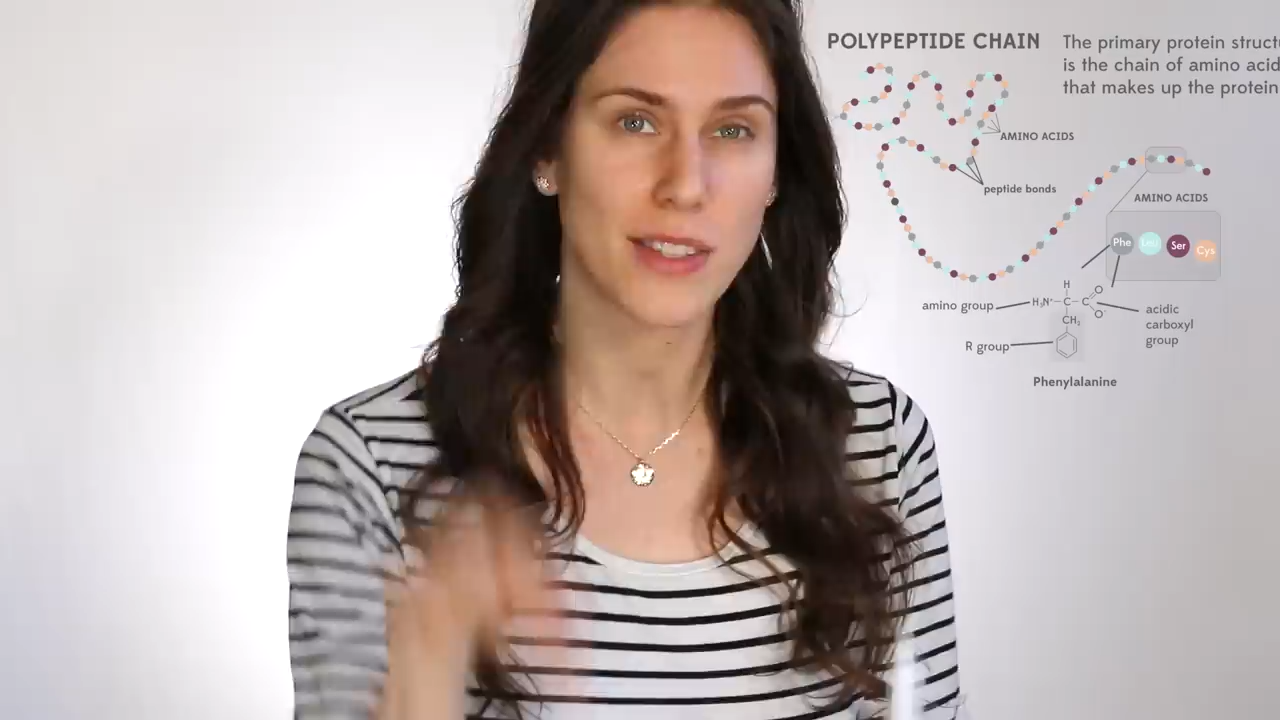 POLYPEPTIDE CHAIN
The primary protein struct
is the chain of amino acid
that makes up the protein
AMINO ACIDS
peptide bonds
AMINO ACIDS
Phe Leu Ser Cys
H
amino group
H₃N⁺ C C O
O⁻
acidic
carboxyl
group
CH₂
R group
Phenylalanine